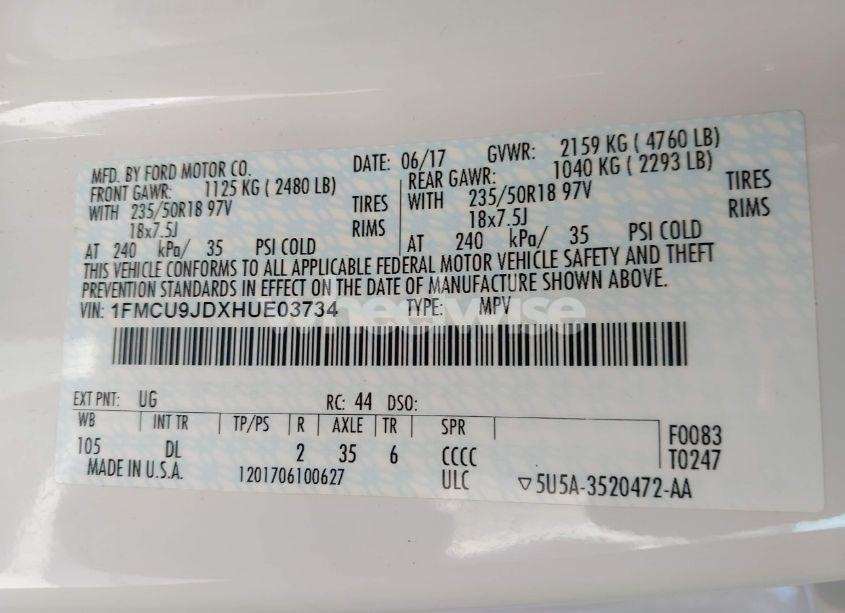 MFD. BY FORD MOTOR CO. DATE: 06/17 GVWR: 2159 KG ( 4760 LB)
FRONT GAWR: 1125 KG ( 2480 LB) REAR GAWR: 1040 KG ( 2293 LB)
WITH 235/50R18 97V TIRES WITH 235/50R18 97V TIRES
18x7.5J RIMS 18x7.5J RIMS
AT 240 kPa/ 35 PSI COLD AT 240 kPa/ 35 PSI COLD
THIS VEHICLE CONFORMS TO ALL APPLICABLE FEDERAL MOTOR VEHICLE SAFETY AND THEFT
PREVENTION STANDARDS IN EFFECT ON THE DATE OF MANUFACTURE SHOWN ABOVE.
VIN: 1FMCU9JDXHUE03734 TYPE: MPV
wheelwise
EXT PNT: UG RC: 44 DSO:
WB INT TR TP/PS R AXLE TR SPR
105 DL 2 35 6 CCCC F0083
MADE IN U.S.A. 1201706100627 ULC T0247
▽5U5A-3520472-AA